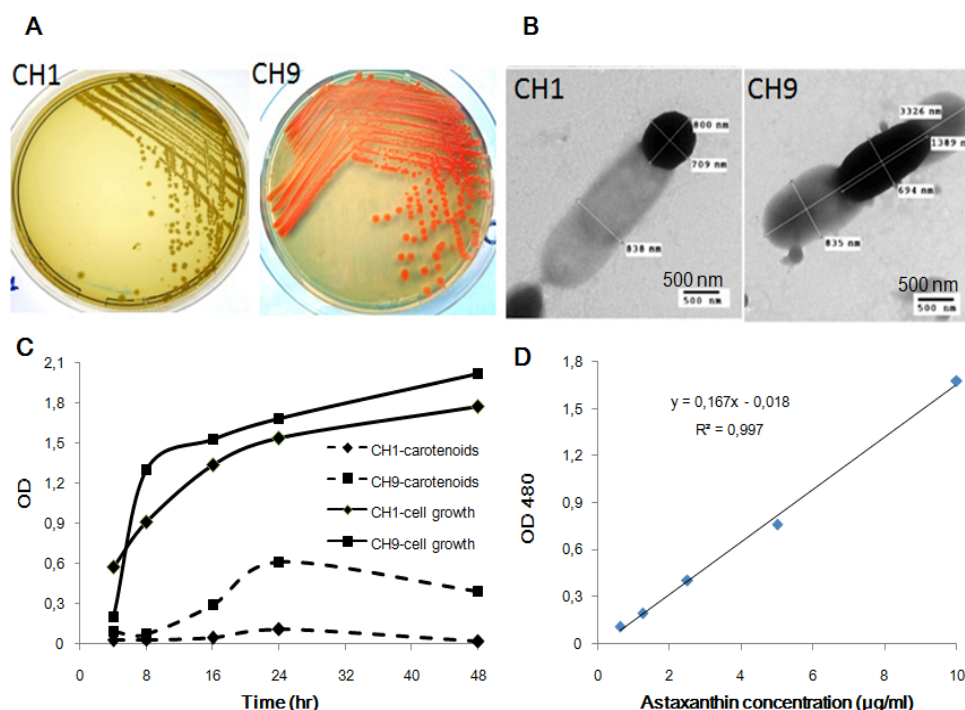 A
B
CH1
CH9
CH1
800 nm
709 nm
838 nm
500 nm
500 nm
CH9
3326 nm
1389 nm
694 nm
835 nm
500 nm
500 nm
C
2,1
1,8
1,5
1,2
0,9
0,6
0,3
0
OD
CH1-carotenoids
CH9-carotenoids
CH1-cell growth
CH9-cell growth
0 8 16 24 32 40 48
Time (hr)
D
1,8
1,5
1,2
0,9
0,6
0,3
0
OD 480
y = 0,167x - 0,018
R² = 0,997
0 2 4 6 8 10
Astaxanthin concentration (µg/ml)